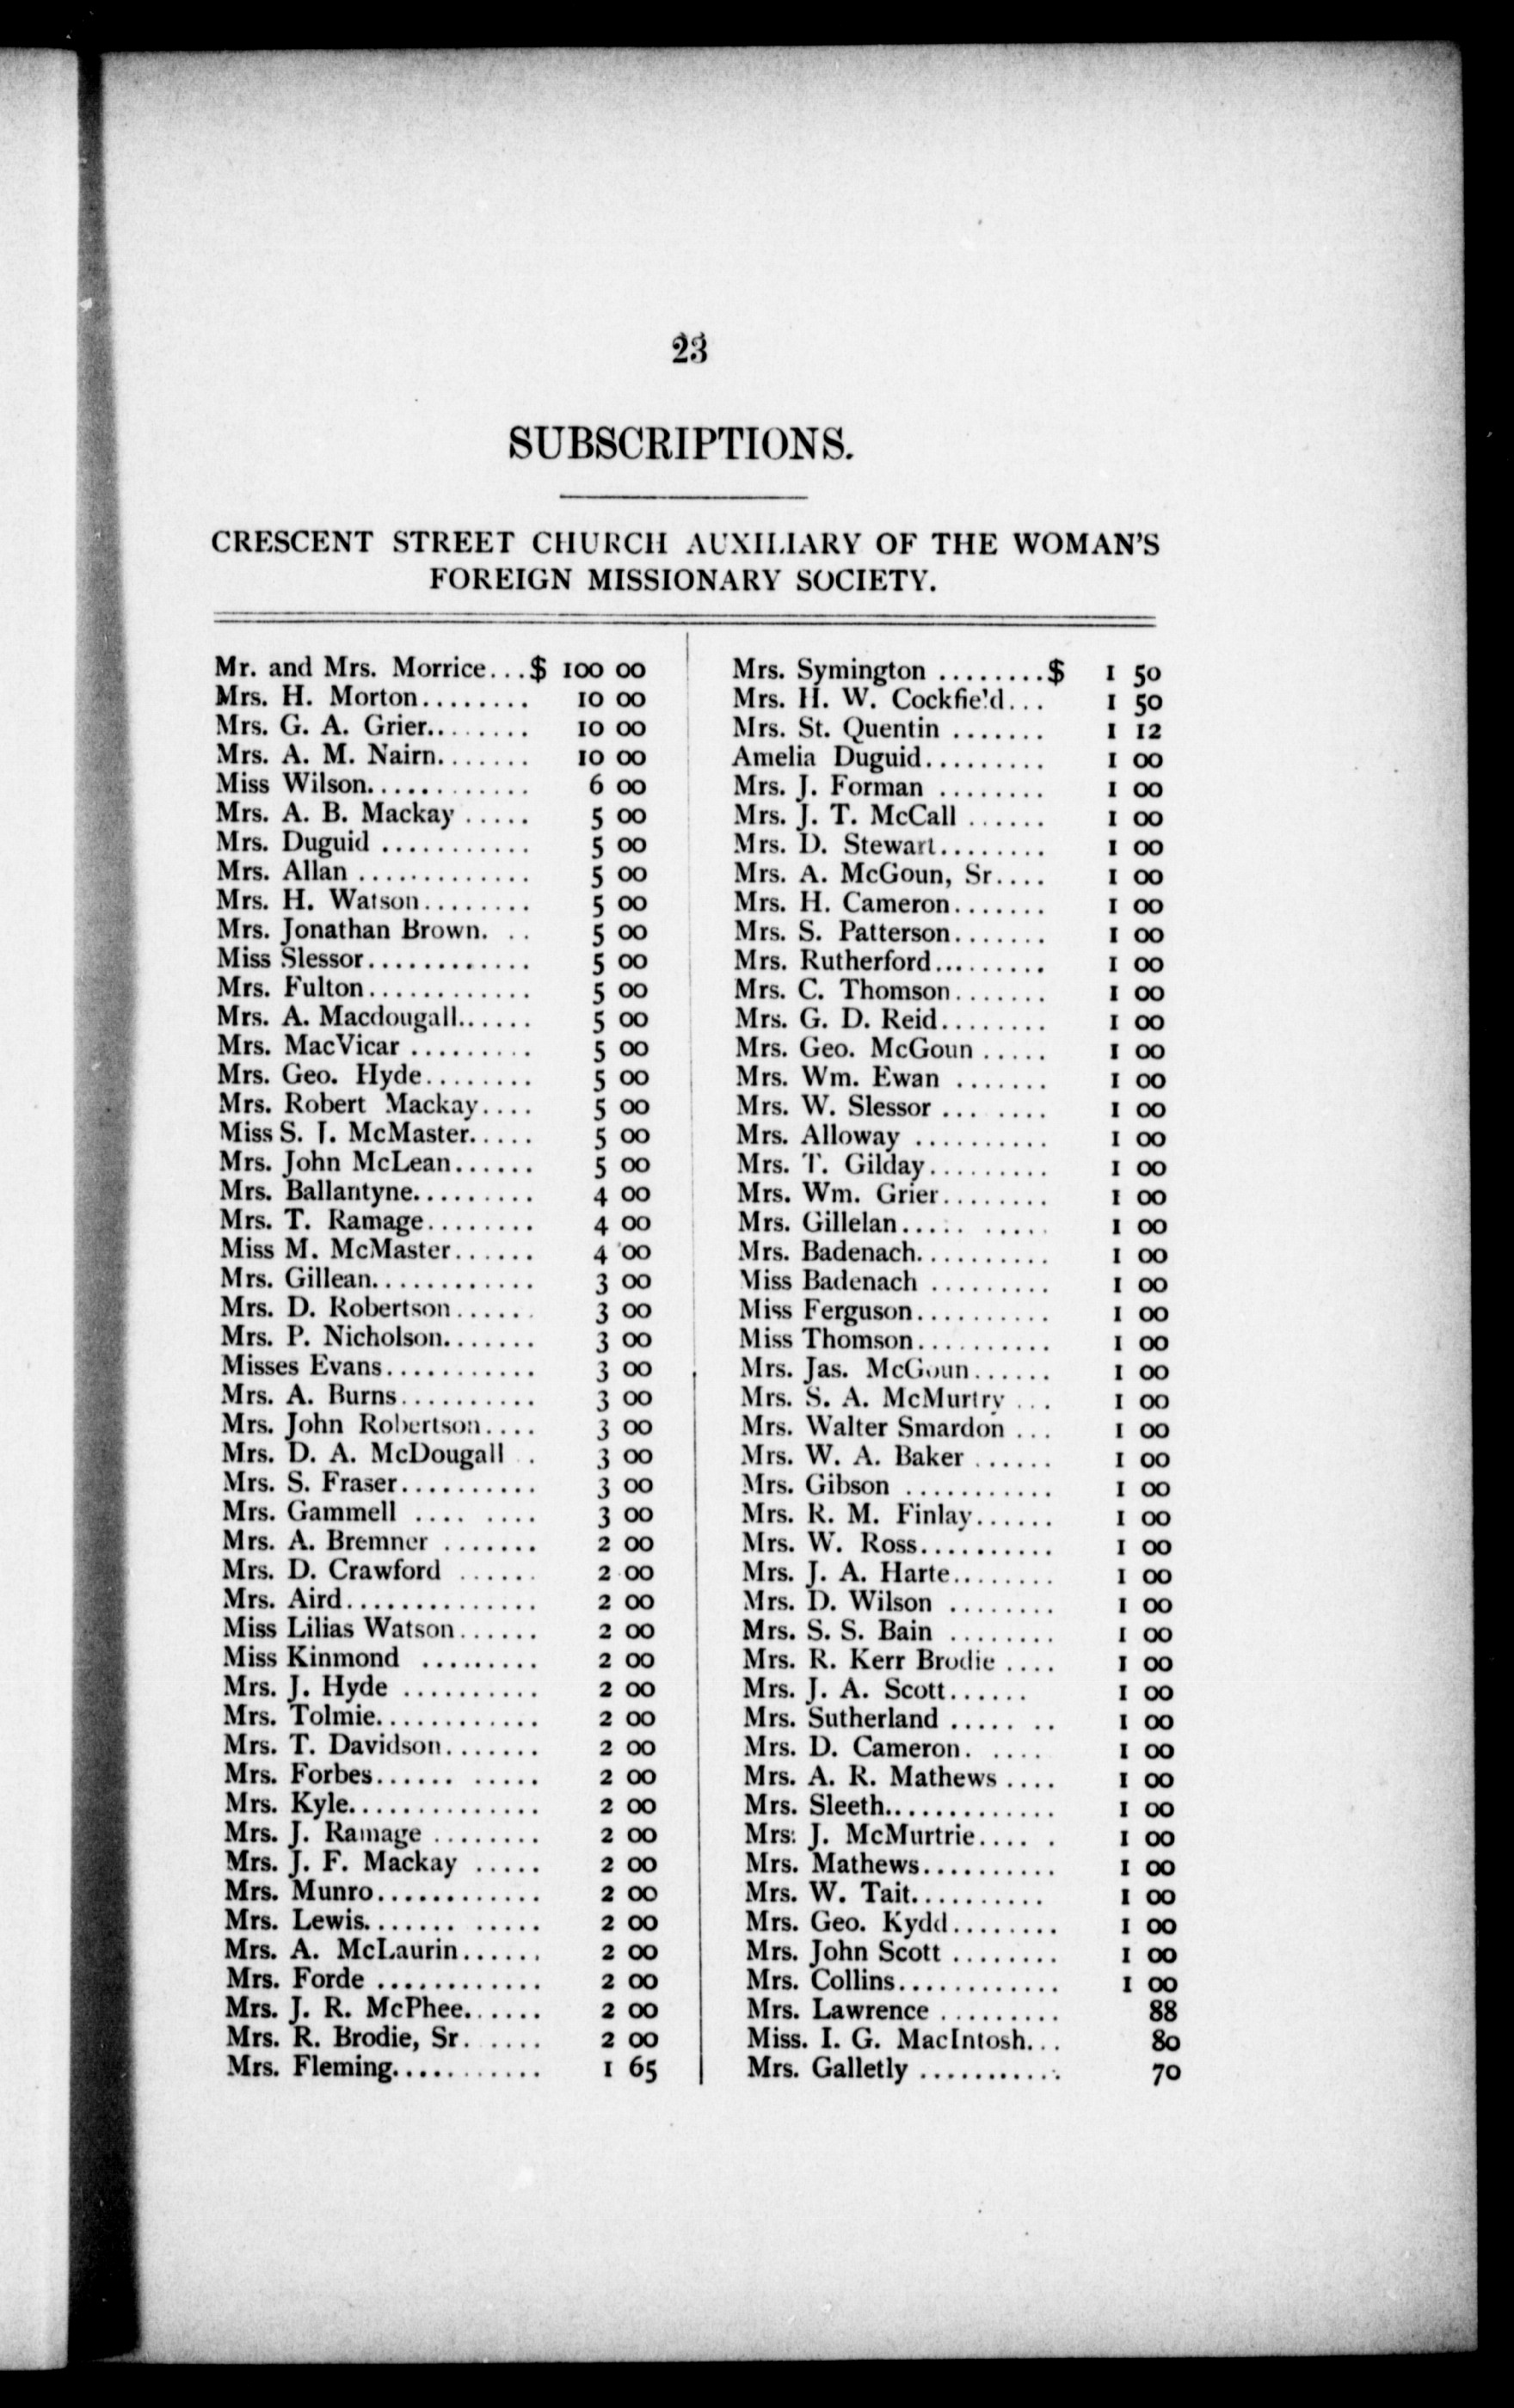 23
SUBSCRIPTIONS.
CRESCENT STREET CHURCH AUXILIARY OF THE WOMAN'S
FOREIGN MISSIONARY SOCIETY.
Mr. and Mrs. Morrice...$ 100 00
Mrs. H. Morton........ 10 00
Mrs. G. A. Grier........ 10 00
Mrs. A. M. Nairn....... 10 00
Miss Wilson............ 6 00
Mrs. A. B. Mackay ..... 5 00
Mrs. Duguid ........... 5 00
Mrs. Allan ............. 5 00
Mrs. H. Watson........ 5 00
Mrs. Jonathan Brown. .. 5 00
Miss Slessor............ 5 00
Mrs. Fulton............ 5 00
Mrs. A. Macdougall...... 5 00
Mrs. MacVicar ......... 5 00
Mrs. Geo. Hyde........ 5 00
Mrs. Robert Mackay.... 5 00
Miss S. I. McMaster..... 5 00
Mrs. John McLean...... 5 00
Mrs. Ballantyne......... 4 00
Mrs. T. Ramage........ 4 00
Miss M. McMaster...... 4 00
Mrs. Gillean............ 3 00
Mrs. D. Robertson...... 3 00
Mrs. P. Nicholson....... 3 00
Misses Evans........... 3 00
Mrs. A. Burns.......... 3 00
Mrs. John Robertson.... 3 00
Mrs. D. A. McDougall .. 3 00
Mrs. S. Fraser.......... 3 00
Mrs. Gammell .... ..... 3 00
Mrs. A. Bremner ....... 2 00
Mrs. D. Crawford ...... 2 00
Mrs. Aird.............. 2 00
Miss Lilias Watson...... 2 00
Miss Kinmond ......... 2 00
Mrs. J. Hyde .......... 2 00
Mrs. Tolmie............ 2 00
Mrs. T. Davidson....... 2 00
Mrs. Forbes...... ..... 2 00
Mrs. Kyle.............. 2 00
Mrs. J. Ramage ........ 2 00
Mrs. J. F. Mackay ..... 2 00
Mrs. Munro............ 2 00
Mrs. Lewis....... ..... 2 00
Mrs. A. McLaurin...... 2 00
Mrs. Forde ............ 2 00
Mrs. J. R. McPhee...... 2 00
Mrs. R. Brodie, Sr...... 2 00
Mrs. Fleming........... 1 65
Mrs. Symington ........$ 1 50
Mrs. H. W. Cockfield... 1 50
Mrs. St. Quentin ....... 1 12
Amelia Duguid......... 1 00
Mrs. J. Forman ........ 1 00
Mrs. J. T. McCall ...... 1 00
Mrs. D. Stewart........ 1 00
Mrs. A. McGoun, Sr.... 1 00
Mrs. H. Cameron....... 1 00
Mrs. S. Patterson....... 1 00
Mrs. Rutherford......... 1 00
Mrs. C. Thomson....... 1 00
Mrs. G. D. Reid........ 1 00
Mrs. Geo. McGoun ..... 1 00
Mrs. Wm. Ewan ....... 1 00
Mrs. W. Slessor ... .... 1 00
Mrs. Alloway .......... 1 00
Mrs. T. Gilday......... 1 00
Mrs. Wm. Grier........ 1 00
Mrs. Gillelan..... ..... 1 00
Mrs. Badenach.......... 1 00
Miss Badenach ......... 1 00
Miss Ferguson.......... 1 00
Miss Thomson.......... 1 00
Mrs. Jas. McGoun...... 1 00
Mrs. S. A. McMurtry ... 1 00
Mrs. Walter Smardon ... 1 00
Mrs. W. A. Baker ...... 1 00
Mrs. Gibson ........... 1 00
Mrs. R. M. Finlay...... 1 00
Mrs. W. Ross.......... 1 00
Mrs. J. A. Harte........ 1 00
Mrs. D. Wilson ........ 1 00
Mrs. S. S. Bain ........ 1 00
Mrs. R. Kerr Brodie .... 1 00
Mrs. J. A. Scott...... 1 00
Mrs. Sutherland ..... .. 1 00
Mrs. D. Cameron. .... 1 00
Mrs. A. R. Mathews .... 1 00
Mrs. Sleeth............. 1 00
Mrs. J. McMurtrie.... . 1 00
Mrs. Mathews.......... 1 00
Mrs. W. Tait.......... 1 00
Mrs. Geo. Kydd........ 1 00
Mrs. John Scott ........ 1 00
Mrs. Collins............ 1 00
Mrs. Lawrence ......... 88
Miss. I. G. MacIntosh... 80
Mrs. Galletly ........... 70